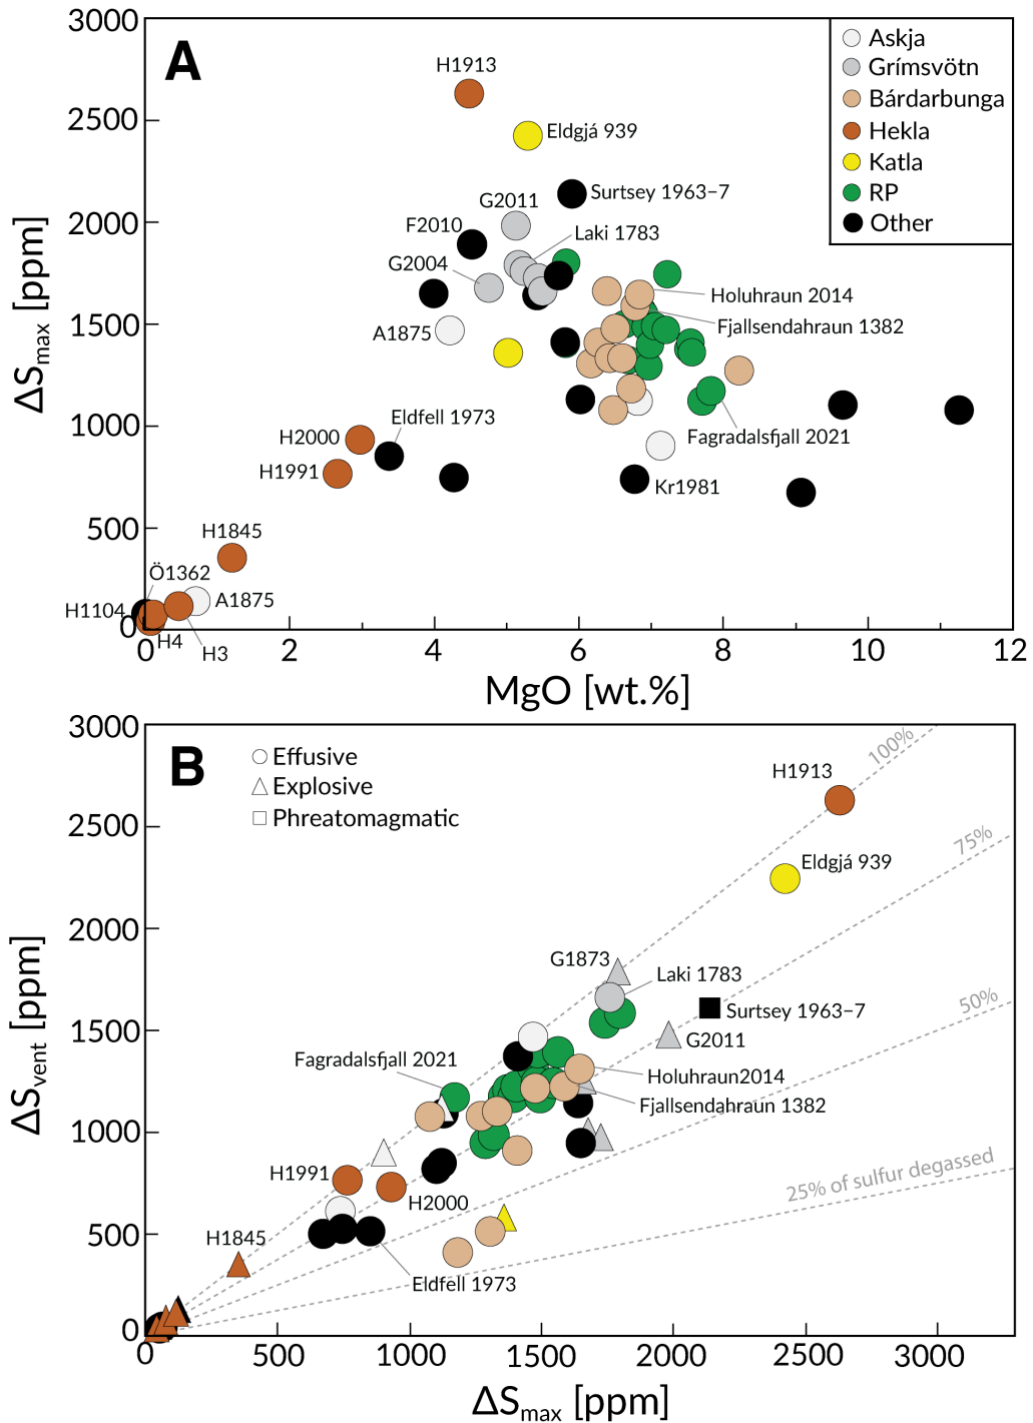 A
3000
2500
2000
1500
1000
500
0
ΔSmax [ppm]
Askja
Grímsvötn
Bárdarbunga
Hekla
Katla
RP
Other
H1913
Eldgjá 939
Surtsey 1963–7
G2011
F2010
Laki 1783
G2004
Holuhraun 2014
A1875
Fjallsendahraun 1382
Eldfell 1973
H2000
H1991
Fagradalsfjall 2021
Kr1981
H1845
Ö1362
A1875
H1104
H4
H3
0 2 4 6 8 10 12
MgO [wt.%]
B
3000
2500
2000
1500
1000
500
0
ΔSvent [ppm]
Effusive
Explosive
Phreatomagmatic
100%
H1913
75%
Eldgjá 939
G1873
Laki 1783
50%
Surtsey 1963–7
G2011
Fagradalsfjall 2021
Holuhraun2014
Fjallsendahraun 1382
H1991
25% of sulfur degassed
H2000
H1845
Eldfell 1973
0 500 1000 1500 2000 2500 3000
ΔSmax [ppm]